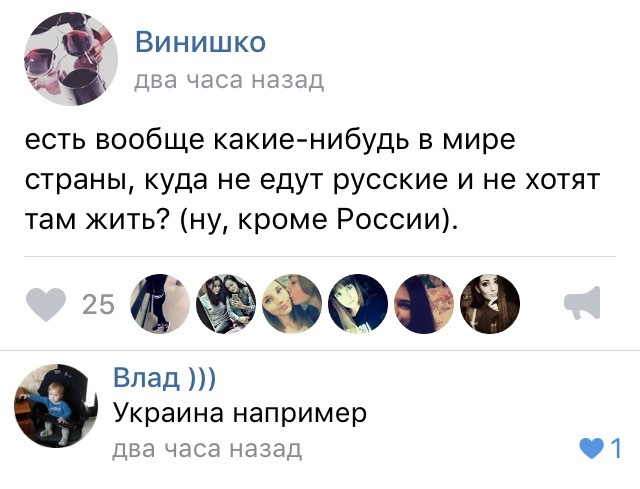 Винишко
два часа назад
есть вообще какие-нибудь в мире
страны, куда не едут русские и не хотят
там жить? (ну, кроме России).
25
Влад )))
Украина например
два часа назад
1